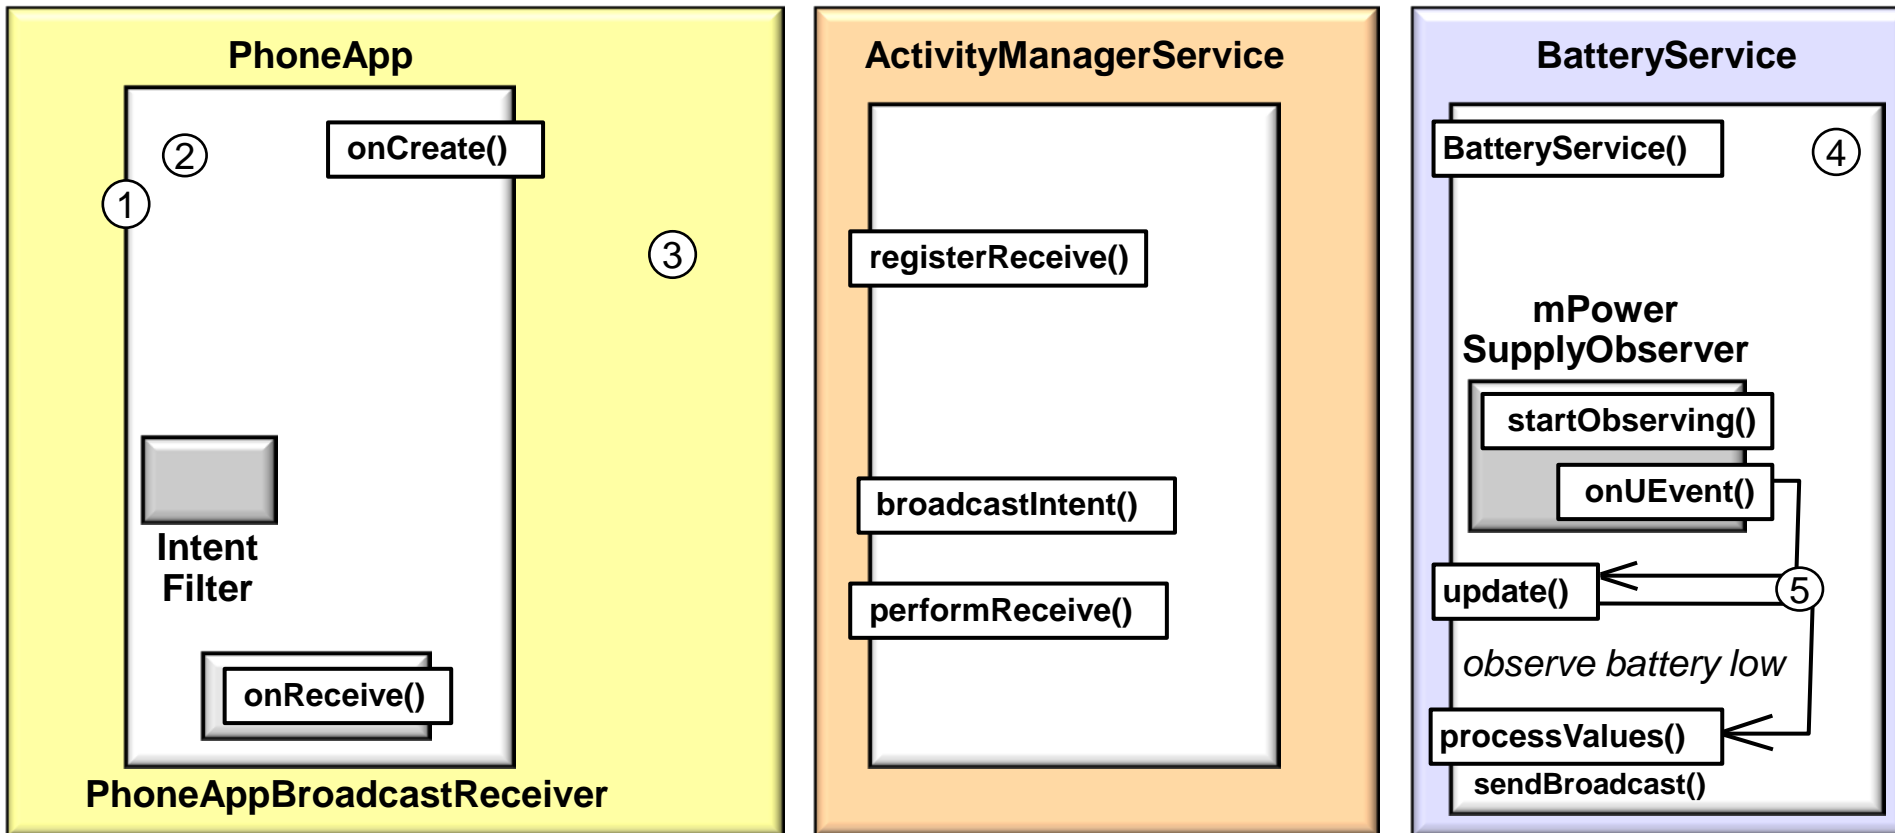 PhoneApp
onCreate()
2
1
3
Intent
Filter
onReceive()
PhoneAppBroadcastReceiver
ActivityManagerService
registerReceive()
broadcastIntent()
performReceive()
BatteryService
BatteryService()
4
mPower
SupplyObserver
startObserving()
onUEvent()
update()
5
observe battery low
processValues()
sendBroadcast()